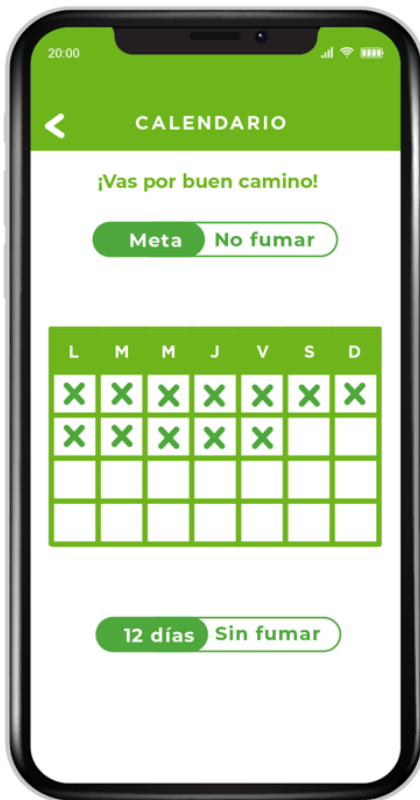 20:00
CALENDARIO
¡Vas por buen camino!
Meta No fumar
L M M J V S D
X X X X X X X
X X X X X
12 días Sin fumar